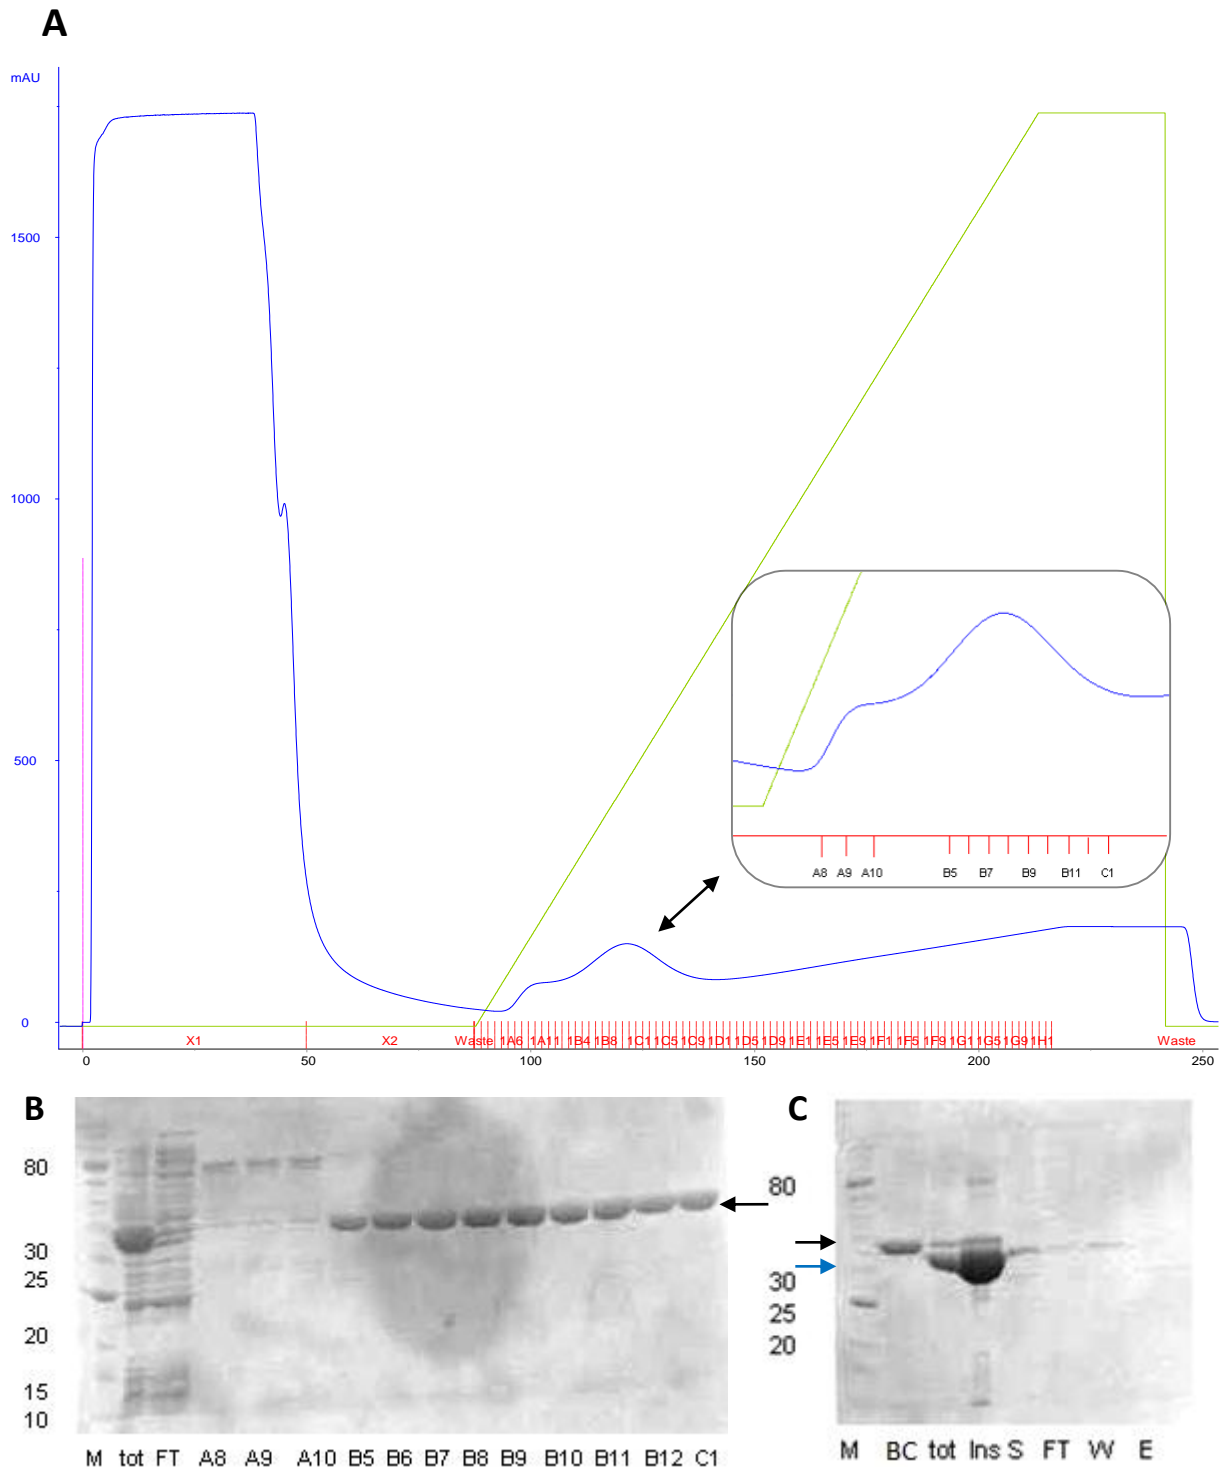 A
mAU
1500
1000
500
0
A8 A9 A10 B5 B7 B9 B11 C1
X1 X2 Waste 1A6 1A11 1B4 1B8 1C1 1C5 1C9 1D1 1D5 1D9 1E1 1E5 1E9 1F1 1F5 1F9 1G1 1G5 1G9 1H1 Waste
0 50 100 150 200 250
B
80
30
25
20
15
10
M tot FT A8 A9 A10 B5 B6 B7 B8 B9 B10 B11 B12 C1
C
80
30
25
20
M BC tot Ins S FT W E